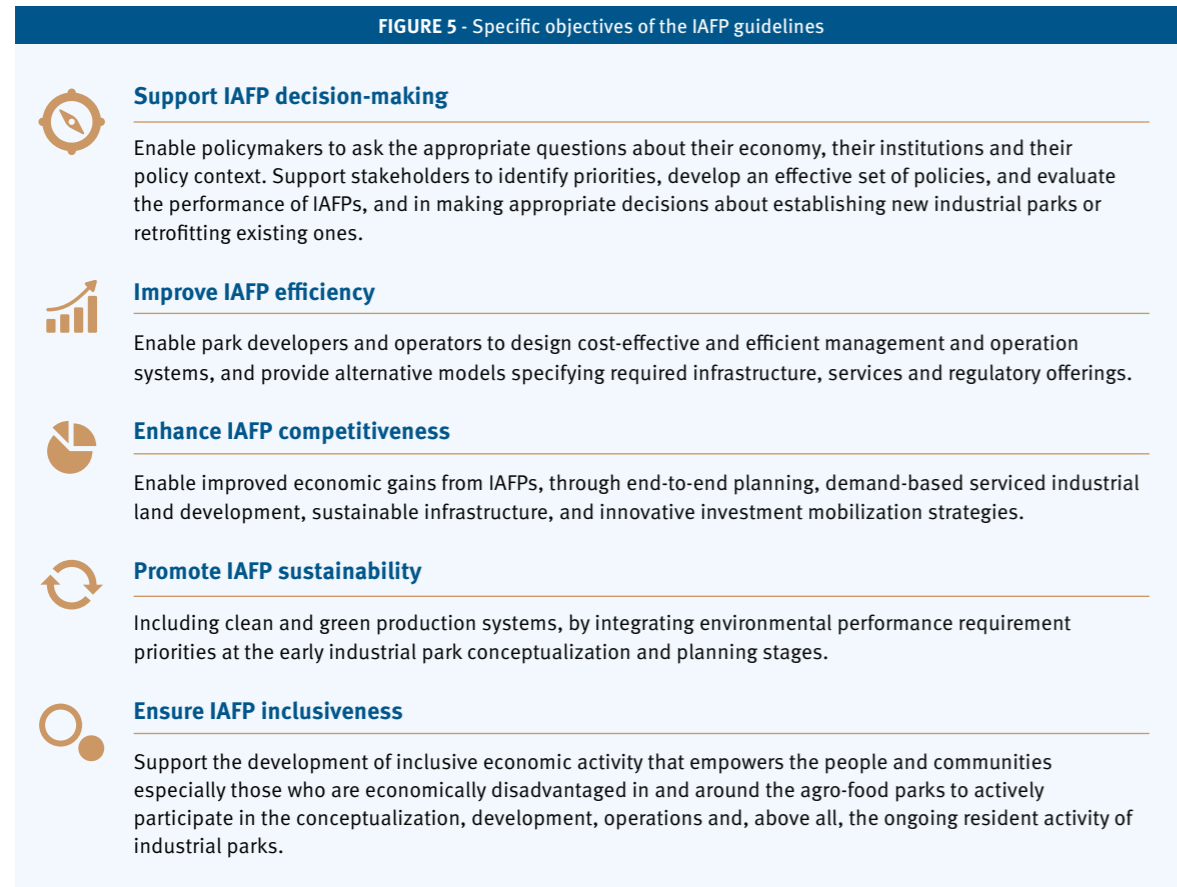 FIGURE 5 - Specific objectives of the IAFP guidelines
Support IAFP decision-making
Enable policymakers to ask the appropriate questions about their economy, their institutions and their
policy context. Support stakeholders to identify priorities, develop an effective set of policies, and evaluate
the performance of IAFPs, and in making appropriate decisions about establishing new industrial parks or
retrofitting existing ones.
Improve IAFP efficiency
Enable park developers and operators to design cost-effective and efficient management and operation
systems, and provide alternative models specifying required infrastructure, services and regulatory offerings.
Enhance IAFP competitiveness
Enable improved economic gains from IAFPs, through end-to-end planning, demand-based serviced industrial
land development, sustainable infrastructure, and innovative investment mobilization strategies.
Promote IAFP sustainability
Including clean and green production systems, by integrating environmental performance requirement
priorities at the early industrial park conceptualization and planning stages.
Ensure IAFP inclusiveness
Support the development of inclusive economic activity that empowers the people and communities
especially those who are economically disadvantaged in and around the agro-food parks to actively
participate in the conceptualization, development, operations and, above all, the ongoing resident activity of
industrial parks.